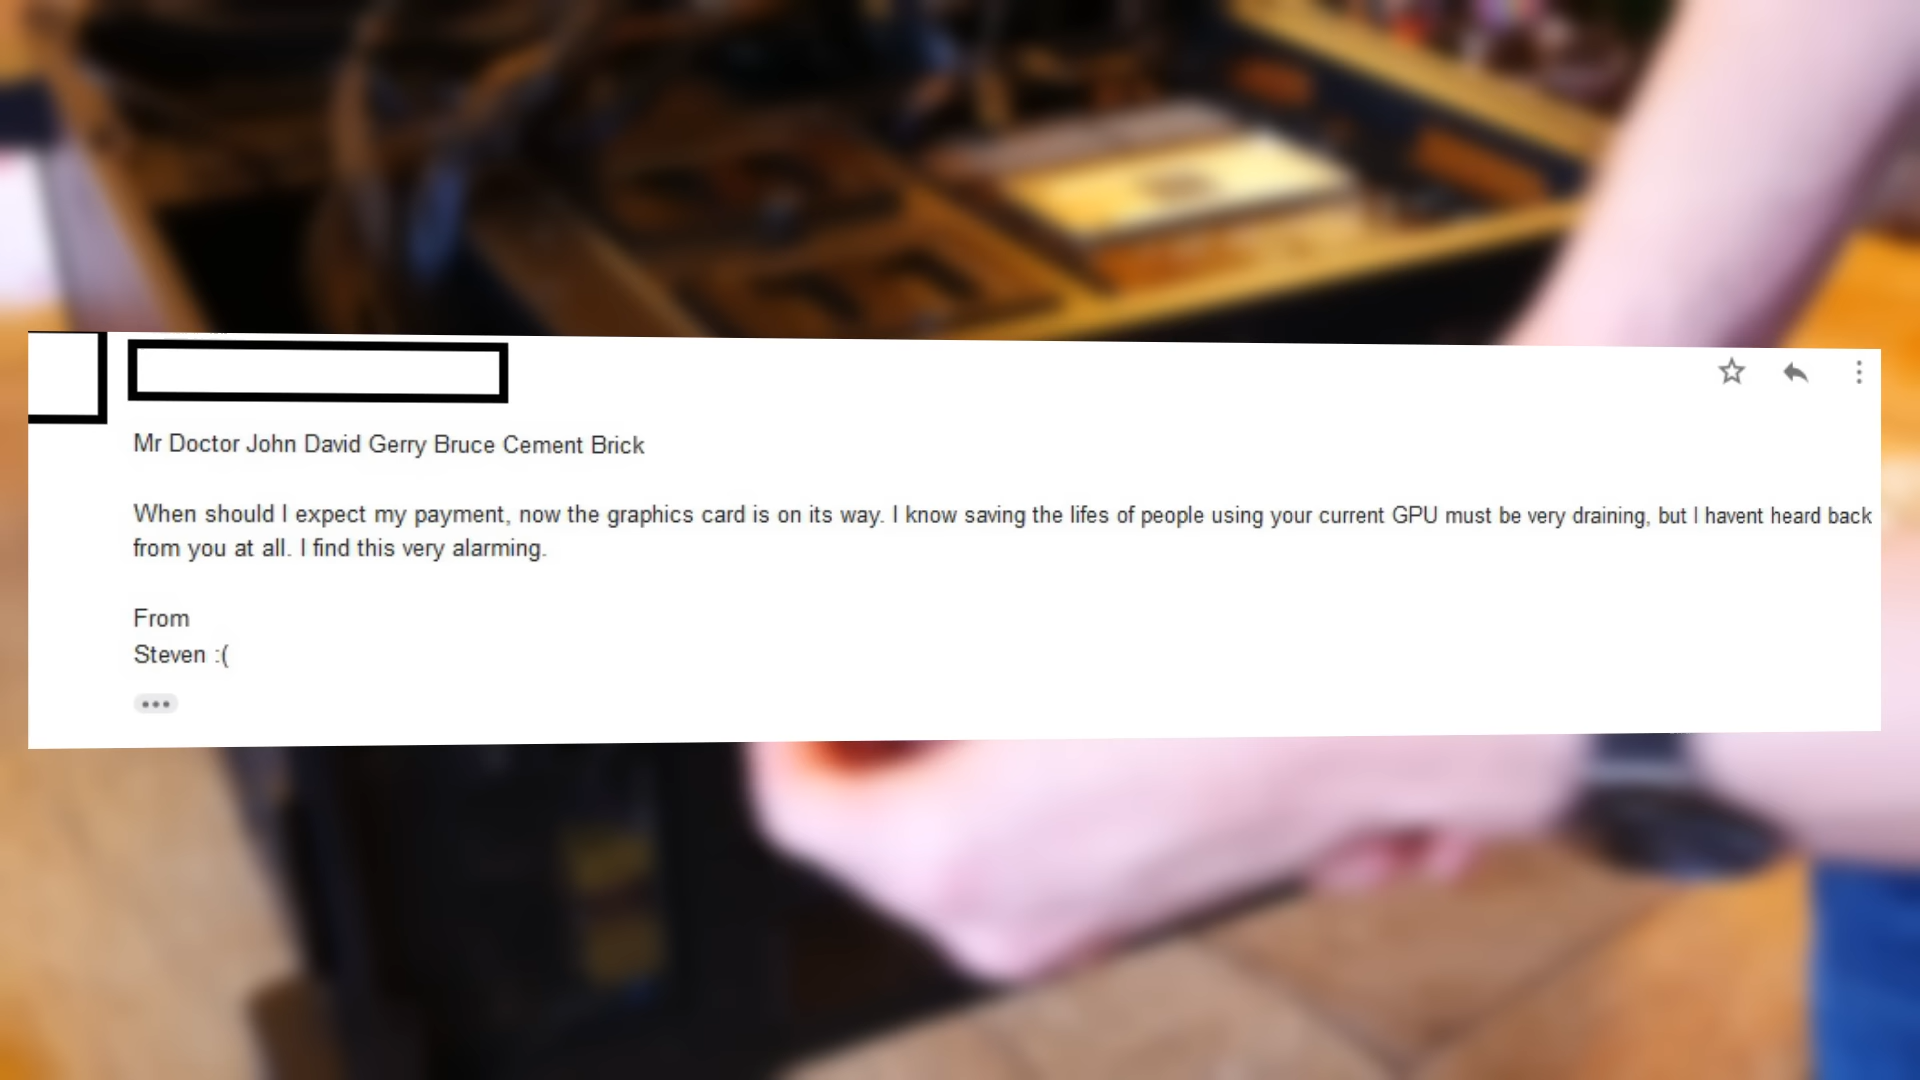 Mr Doctor John David Gerry Bruce Cement Brick
When should I expect my payment, now the graphics card is on its way. I know saving the lifes of people using your current GPU must be very draining, but I havent heard back
from you at all. I find this very alarming.
From
Steven :(